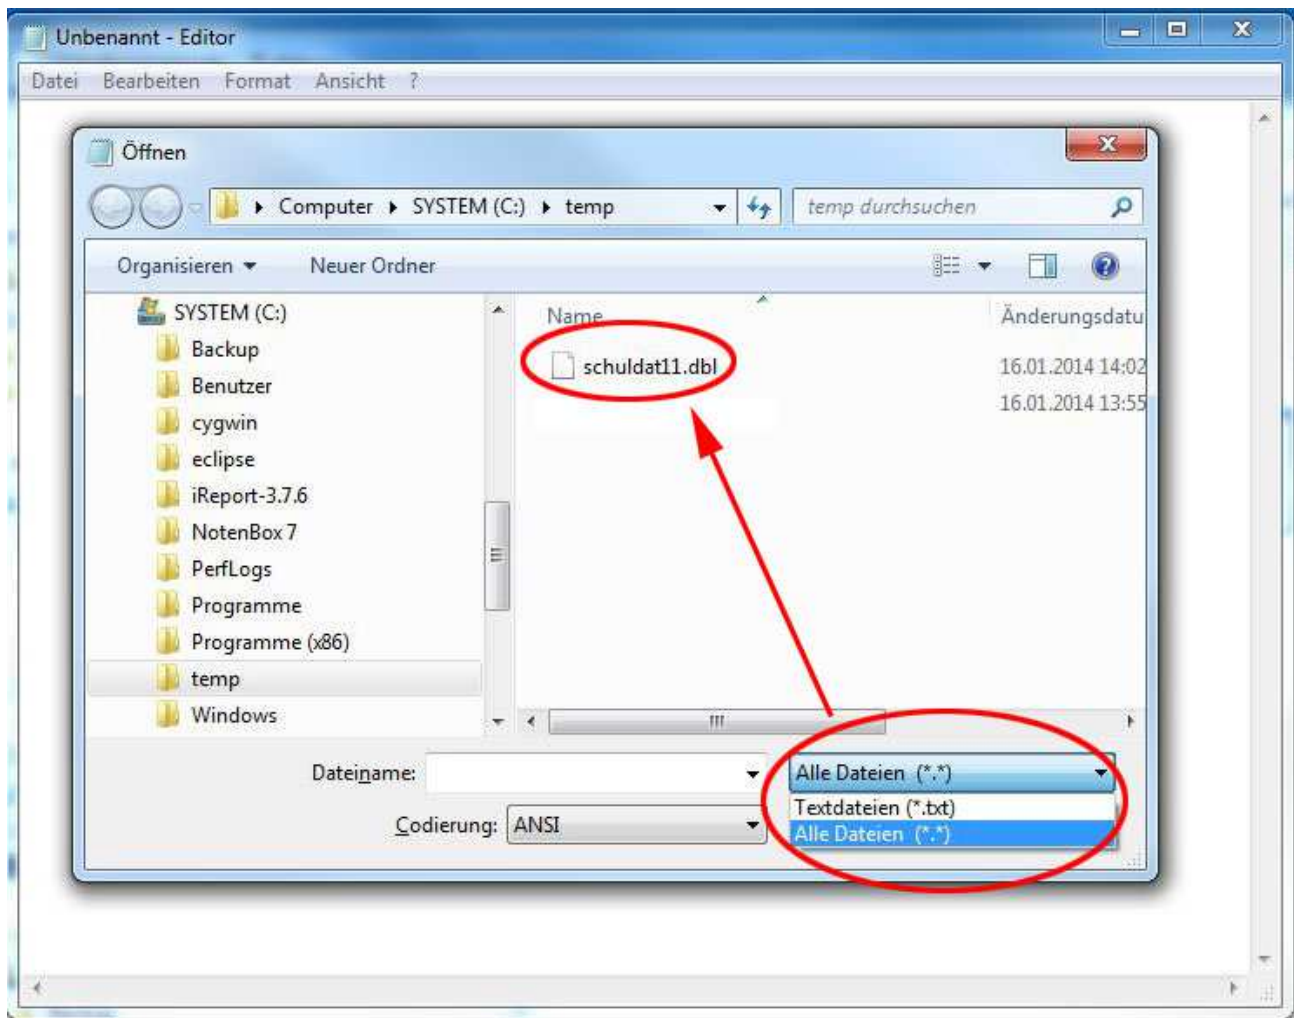 Unbenannt - Editor
Datei Bearbeiten Format Ansicht ?
Öffnen
Computer SYSTEM (C:) temp temp durchsuchen
Organisieren Neuer Ordner
SYSTEM (C:)
Backup
Benutzer
cygwin
eclipse
iReport-3.7.6
NotenBox 7
PerfLogs
Programme
Programme (x86)
temp
Windows
Name Änderungsdatu
schuldat11.dbl 16.01.2014 14:02
16.01.2014 13:55
Dateiname: Alle Dateien (*.*)
Textdateien (*.txt)
Alle Dateien (*.*)
Codierung: ANSI